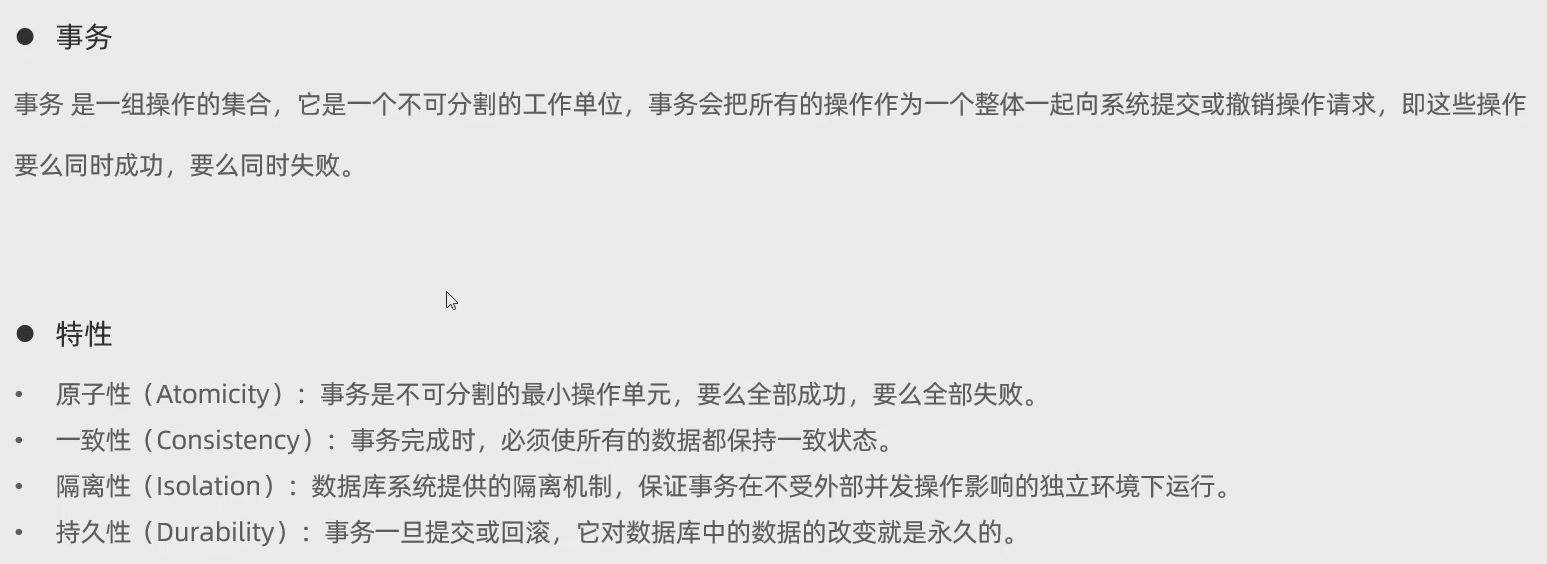 ● 事务
事务 是一组操作的集合，它是一个不可分割的工作单位，事务会把所有的操作作为一个整体一起向系统提交或撤销操作请求，即这些操作
要么同时成功，要么同时失败。
● 特性
• 原子性（Atomicity）：事务是不可分割的最小操作单元，要么全部成功，要么全部失败。
• 一致性（Consistency）：事务完成时，必须使所有的数据都保持一致状态。
• 隔离性（Isolation）：数据库系统提供的隔离机制，保证事务在不受外部并发操作影响的独立环境下运行。
• 持久性（Durability）：事务一旦提交或回滚，它对数据库中的数据的改变就是永久的。